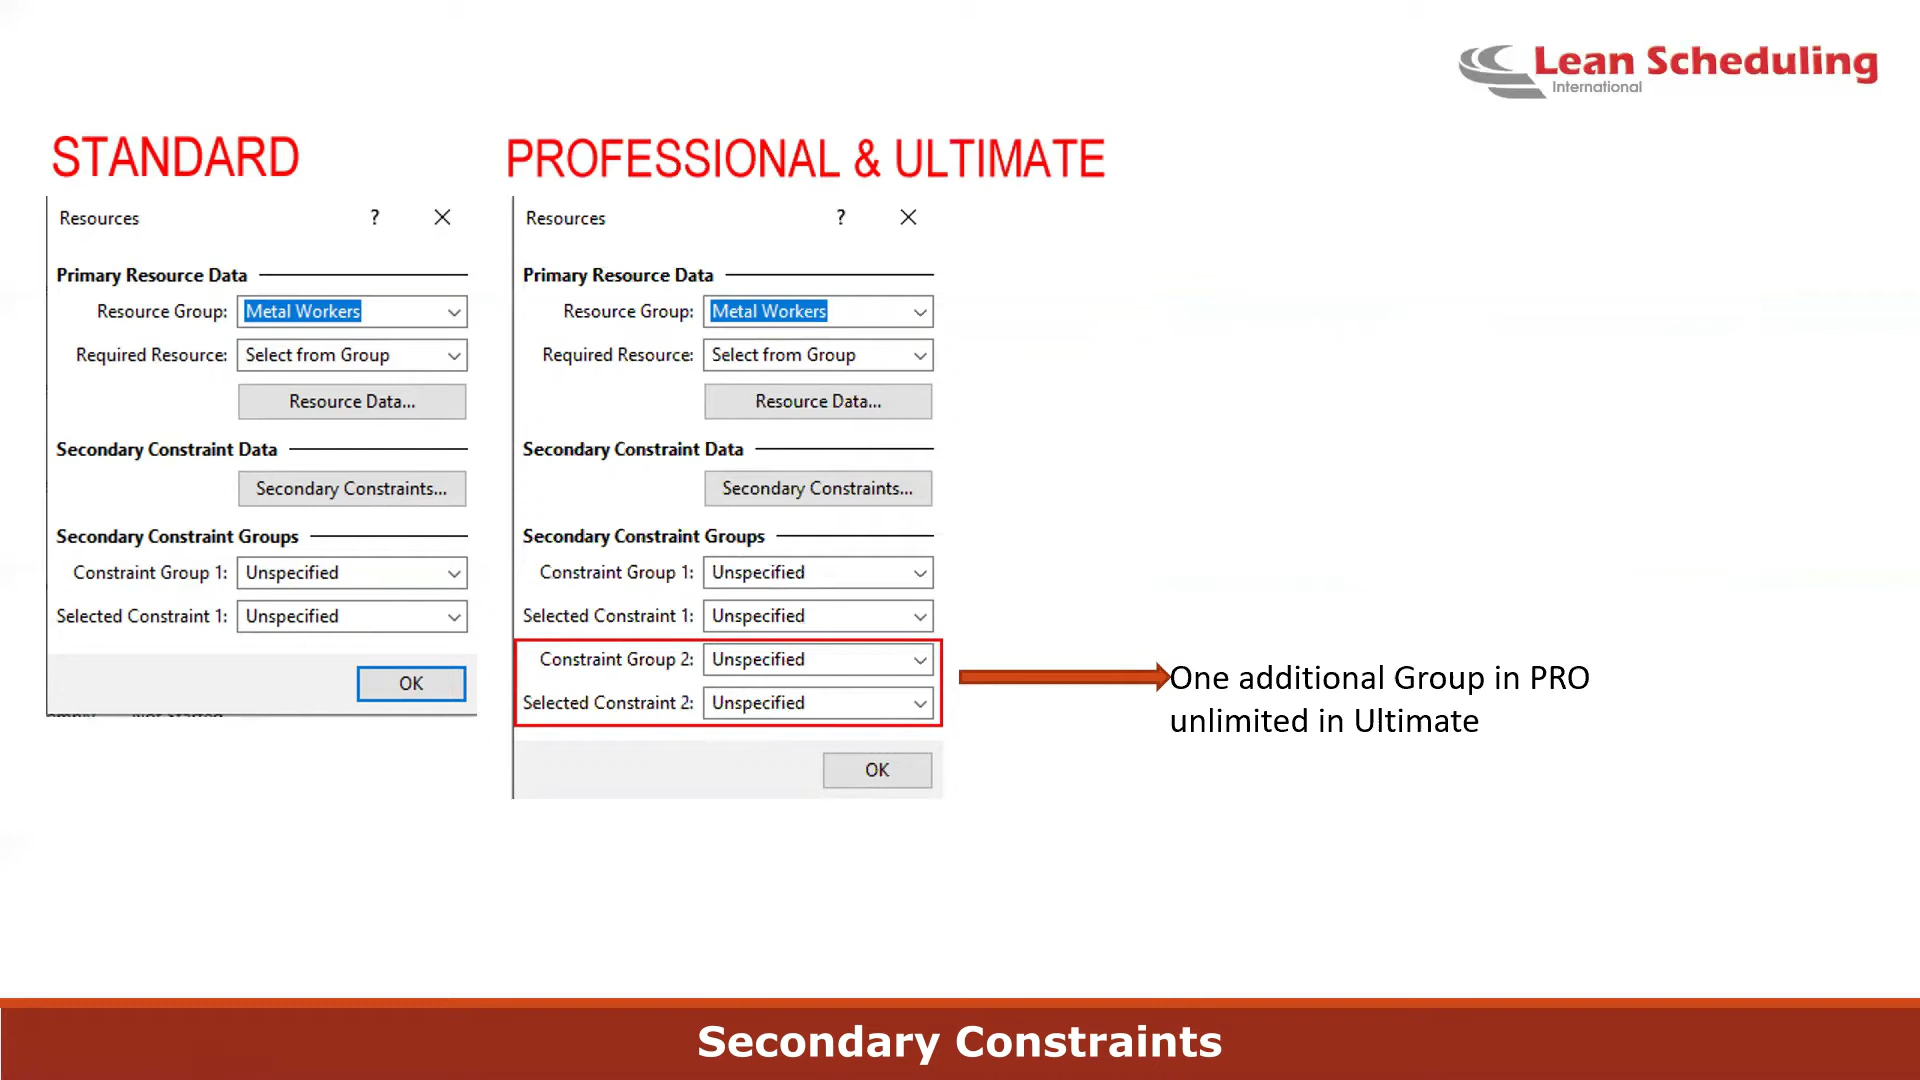 Lean Scheduling
International
STANDARD
PROFESSIONAL & ULTIMATE
Resources ? ×
Primary Resource Data
Resource Group: Metal Workers
Required Resource: Select from Group
Resource Data...
Secondary Constraint Data
Secondary Constraints...
Secondary Constraint Groups
Constraint Group 1: Unspecified
Selected Constraint 1: Unspecified
OK
Resources ? ×
Primary Resource Data
Resource Group: Metal Workers
Required Resource: Select from Group
Resource Data...
Secondary Constraint Data
Secondary Constraints...
Secondary Constraint Groups
Constraint Group 1: Unspecified
Selected Constraint 1: Unspecified
Constraint Group 2: Unspecified
Selected Constraint 2: Unspecified
OK
One additional Group in PRO
unlimited in Ultimate
Secondary Constraints